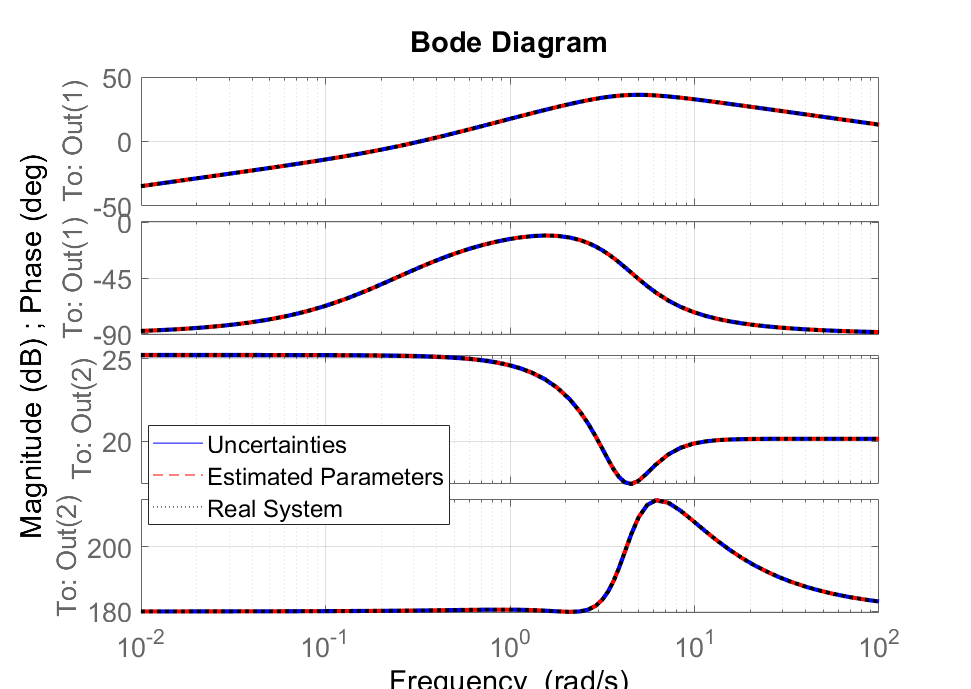 Bode Diagram
Magnitude (dB) ; Phase (deg)
To: Out(1)
50
0
-50
To: Out(1)
0
-45
-90
To: Out(2)
25
20
To: Out(2)
200
180
Uncertainties
Estimated Parameters
Real System
10^-2
10^-1
10^0
10^1
10^2
Frequency (rad/s)